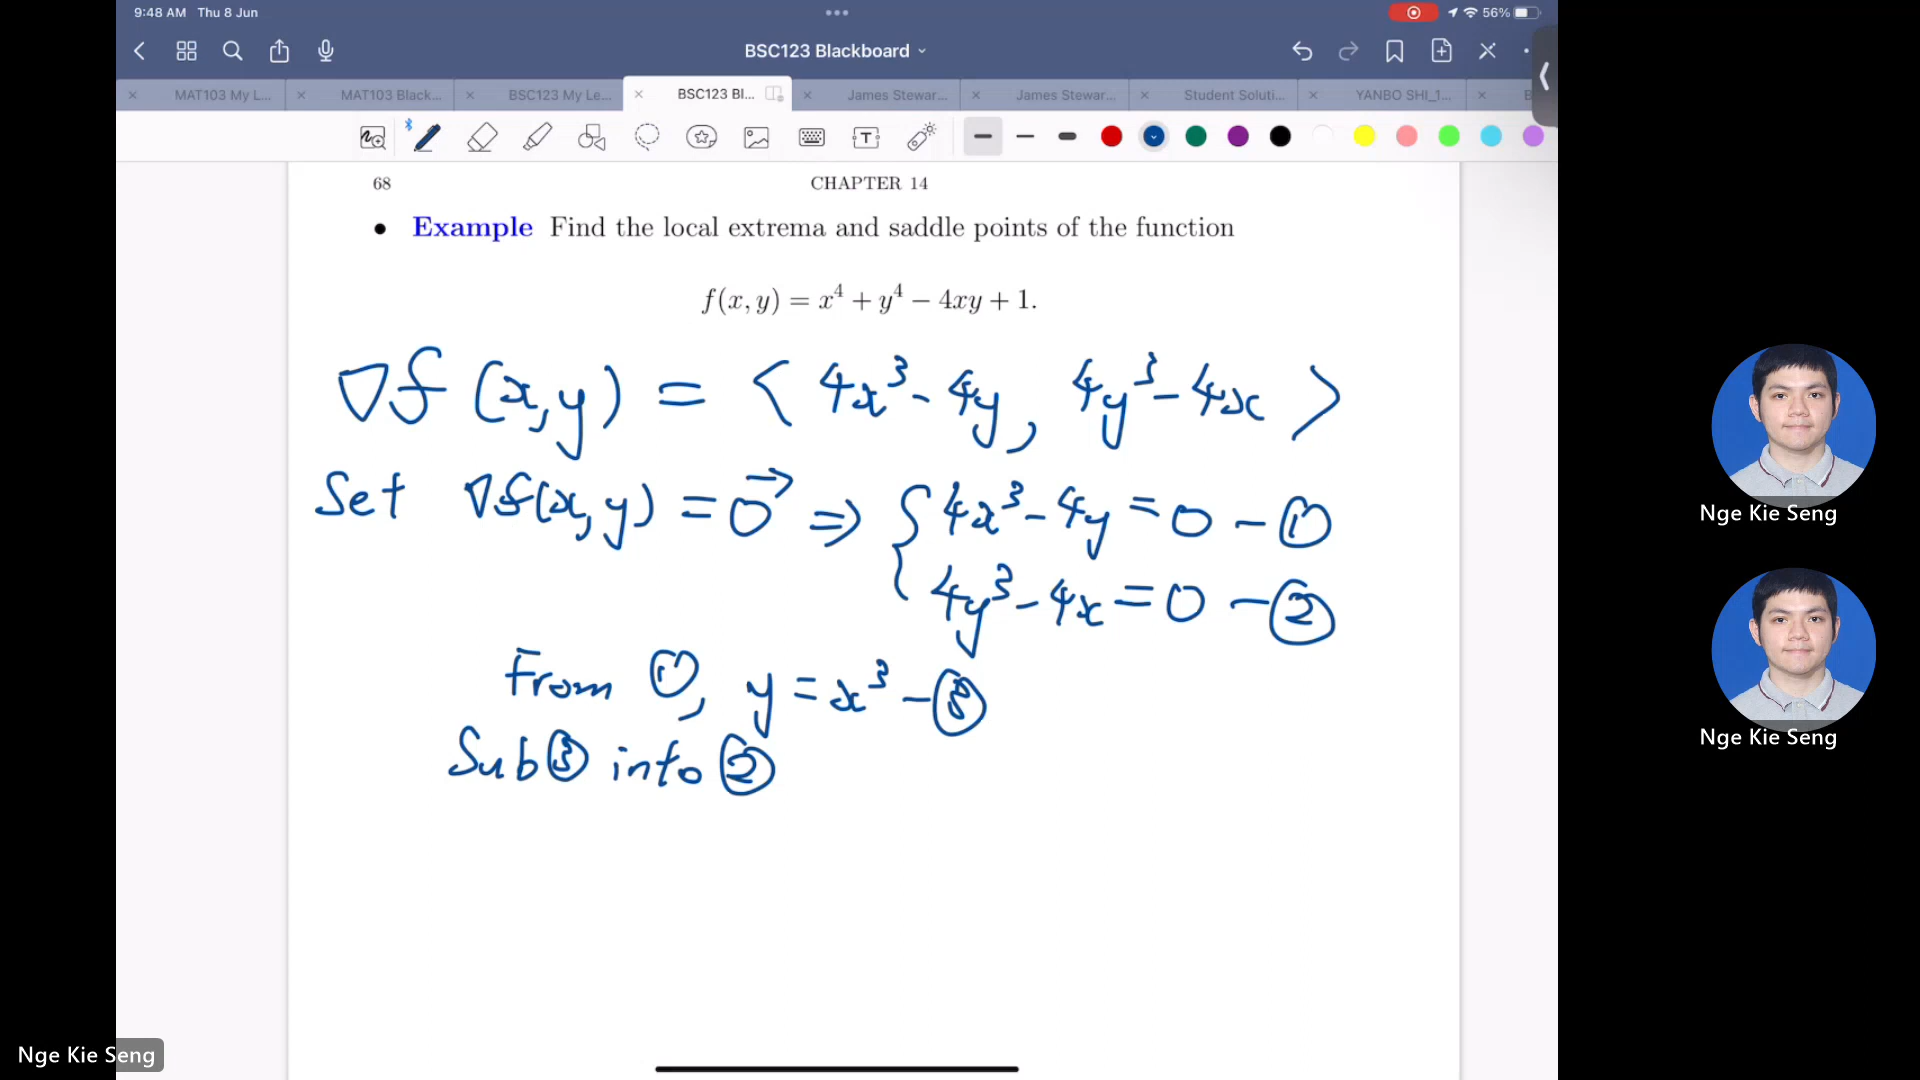 9:48 AM Thu 8 Jun
56%
BSC123 Blackboard
MAT103 My L...
MAT103 Black...
BSC123 My Le...
BSC123 Bl...
James Stewar...
James Stewar...
Student Soluti...
YANBO SHI_1...
68 CHAPTER 14
• Example Find the local extrema and saddle points of the function
f(x, y) = x⁴ + y⁴ − 4xy + 1.
∇f (x,y) = ⟨ 4x³ - 4y, 4y³ - 4x ⟩
Set ∇f(x,y) = 0⃗ ⇒ { 4x³ - 4y = 0 - ①
4y³ - 4x = 0 - ②
From ①, y = x³ - ③
Sub ③ into ②
Nge Kie Seng
Nge Kie Seng
Nge Kie Seng